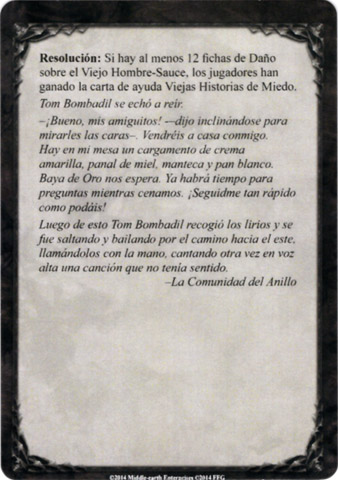 Resolución: Si hay al menos 12 fichas de Daño
sobre el Viejo Hombre-Sauce, los jugadores han
ganado la carta de ayuda Viejas Historias de Miedo.
Tom Bombadil se echó a reír.
–¡Bueno, mis amiguitos! —dijo inclinándose para
mirarles las caras–. Vendréis a casa conmigo.
Hay en mi mesa un cargamento de crema
amarilla, panal de miel, manteca y pan blanco.
Baya de Oro nos espera. Ya habrá tiempo para
preguntas mientras cenamos. ¡Seguidme tan rápido
como podáis!
Luego de esto Tom Bombadil recogió los lirios y se
fue saltando y bailando por el camino hacia el este,
llamándolos con la mano, cantando otra vez en voz
alta una canción que no tenía sentido.
–La Comunidad del Anillo
©2014 Middle-earth Enterprises ©2014 FFG